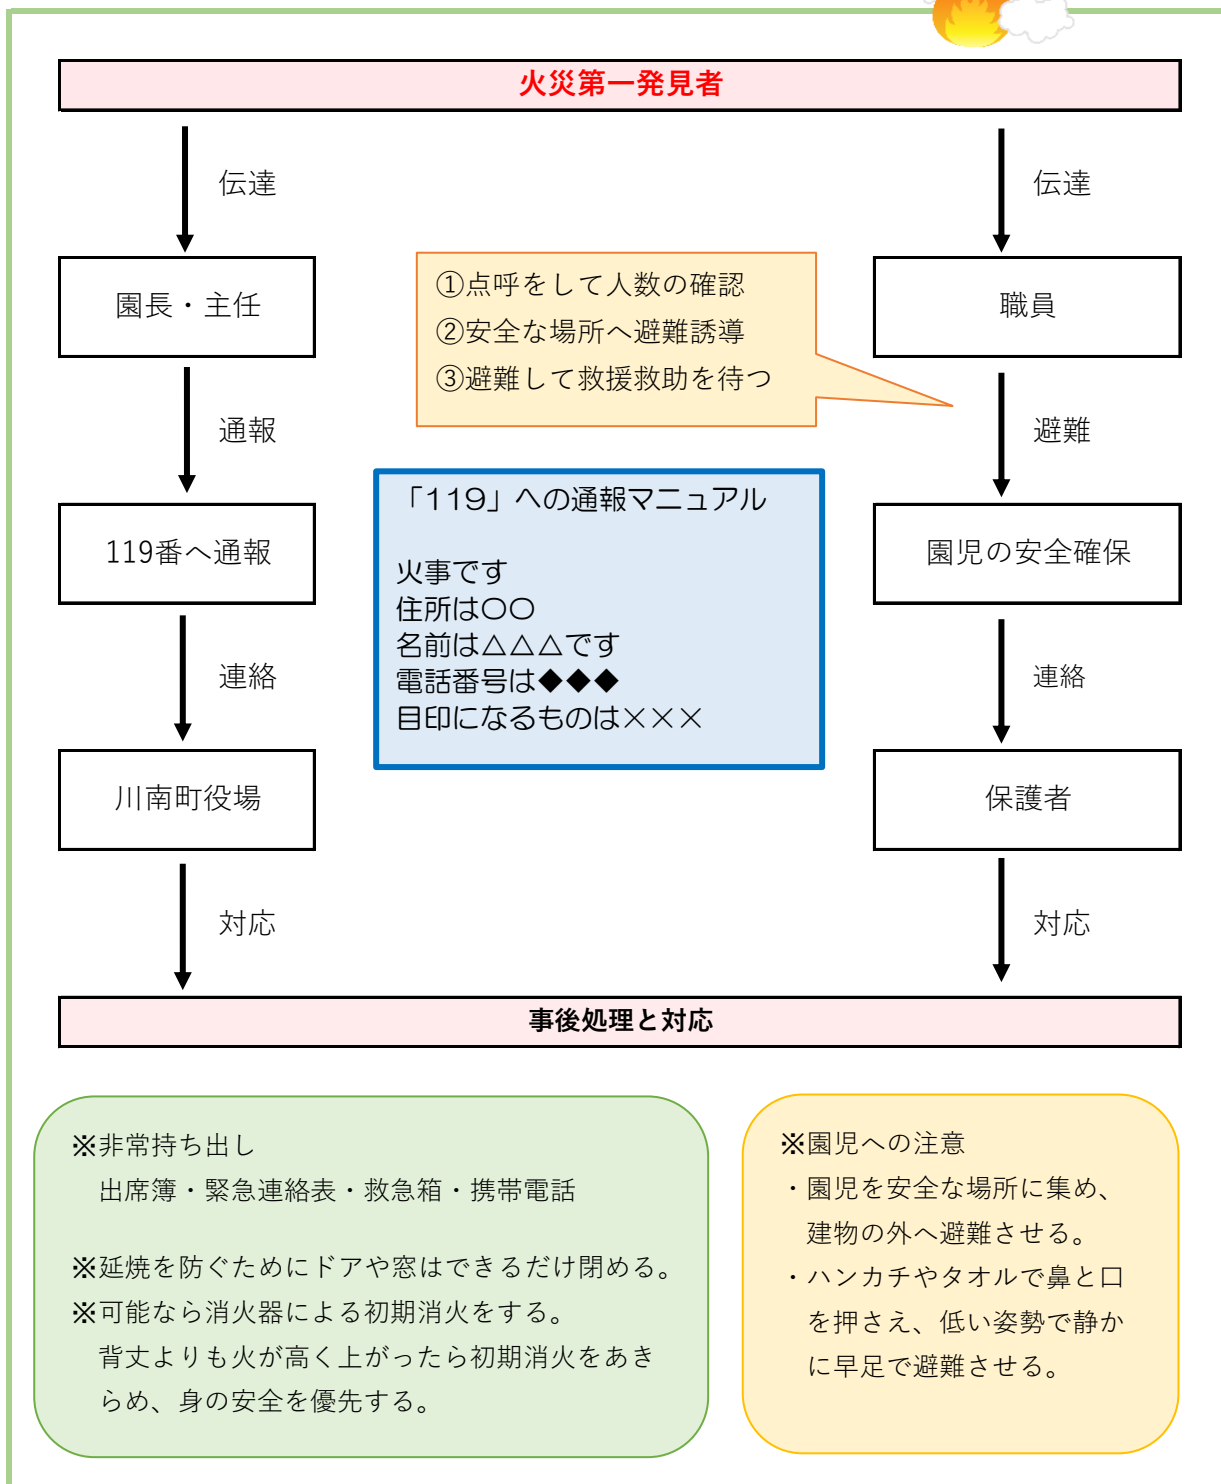 火災第一発見者
伝達
伝達
園長・主任
①点呼をして人数の確認
②安全な場所へ避難誘導
③避難して救援救助を待つ
職員
通報
避難
119番へ通報
「119」への通報マニュアル
火事です
住所は〇〇
名前は△△△です
電話番号は◆◆◆
目印になるものは×××
園児の安全確保
連絡
連絡
川南町役場
保護者
対応
対応
事後処理と対応
※非常持ち出し
出席簿・緊急連絡表・救急箱・携帯電話
※延焼を防ぐためにドアや窓はできるだけ閉める。
※可能なら消火器による初期消火をする。
背丈よりも火が高く上がったら初期消火をあき
らめ、身の安全を優先する。
※園児への注意
・園児を安全な場所に集め、
建物の外へ避難させる。
・ハンカチやタオルで鼻と口
を押さえ、低い姿勢で静か
に早足で避難させる。